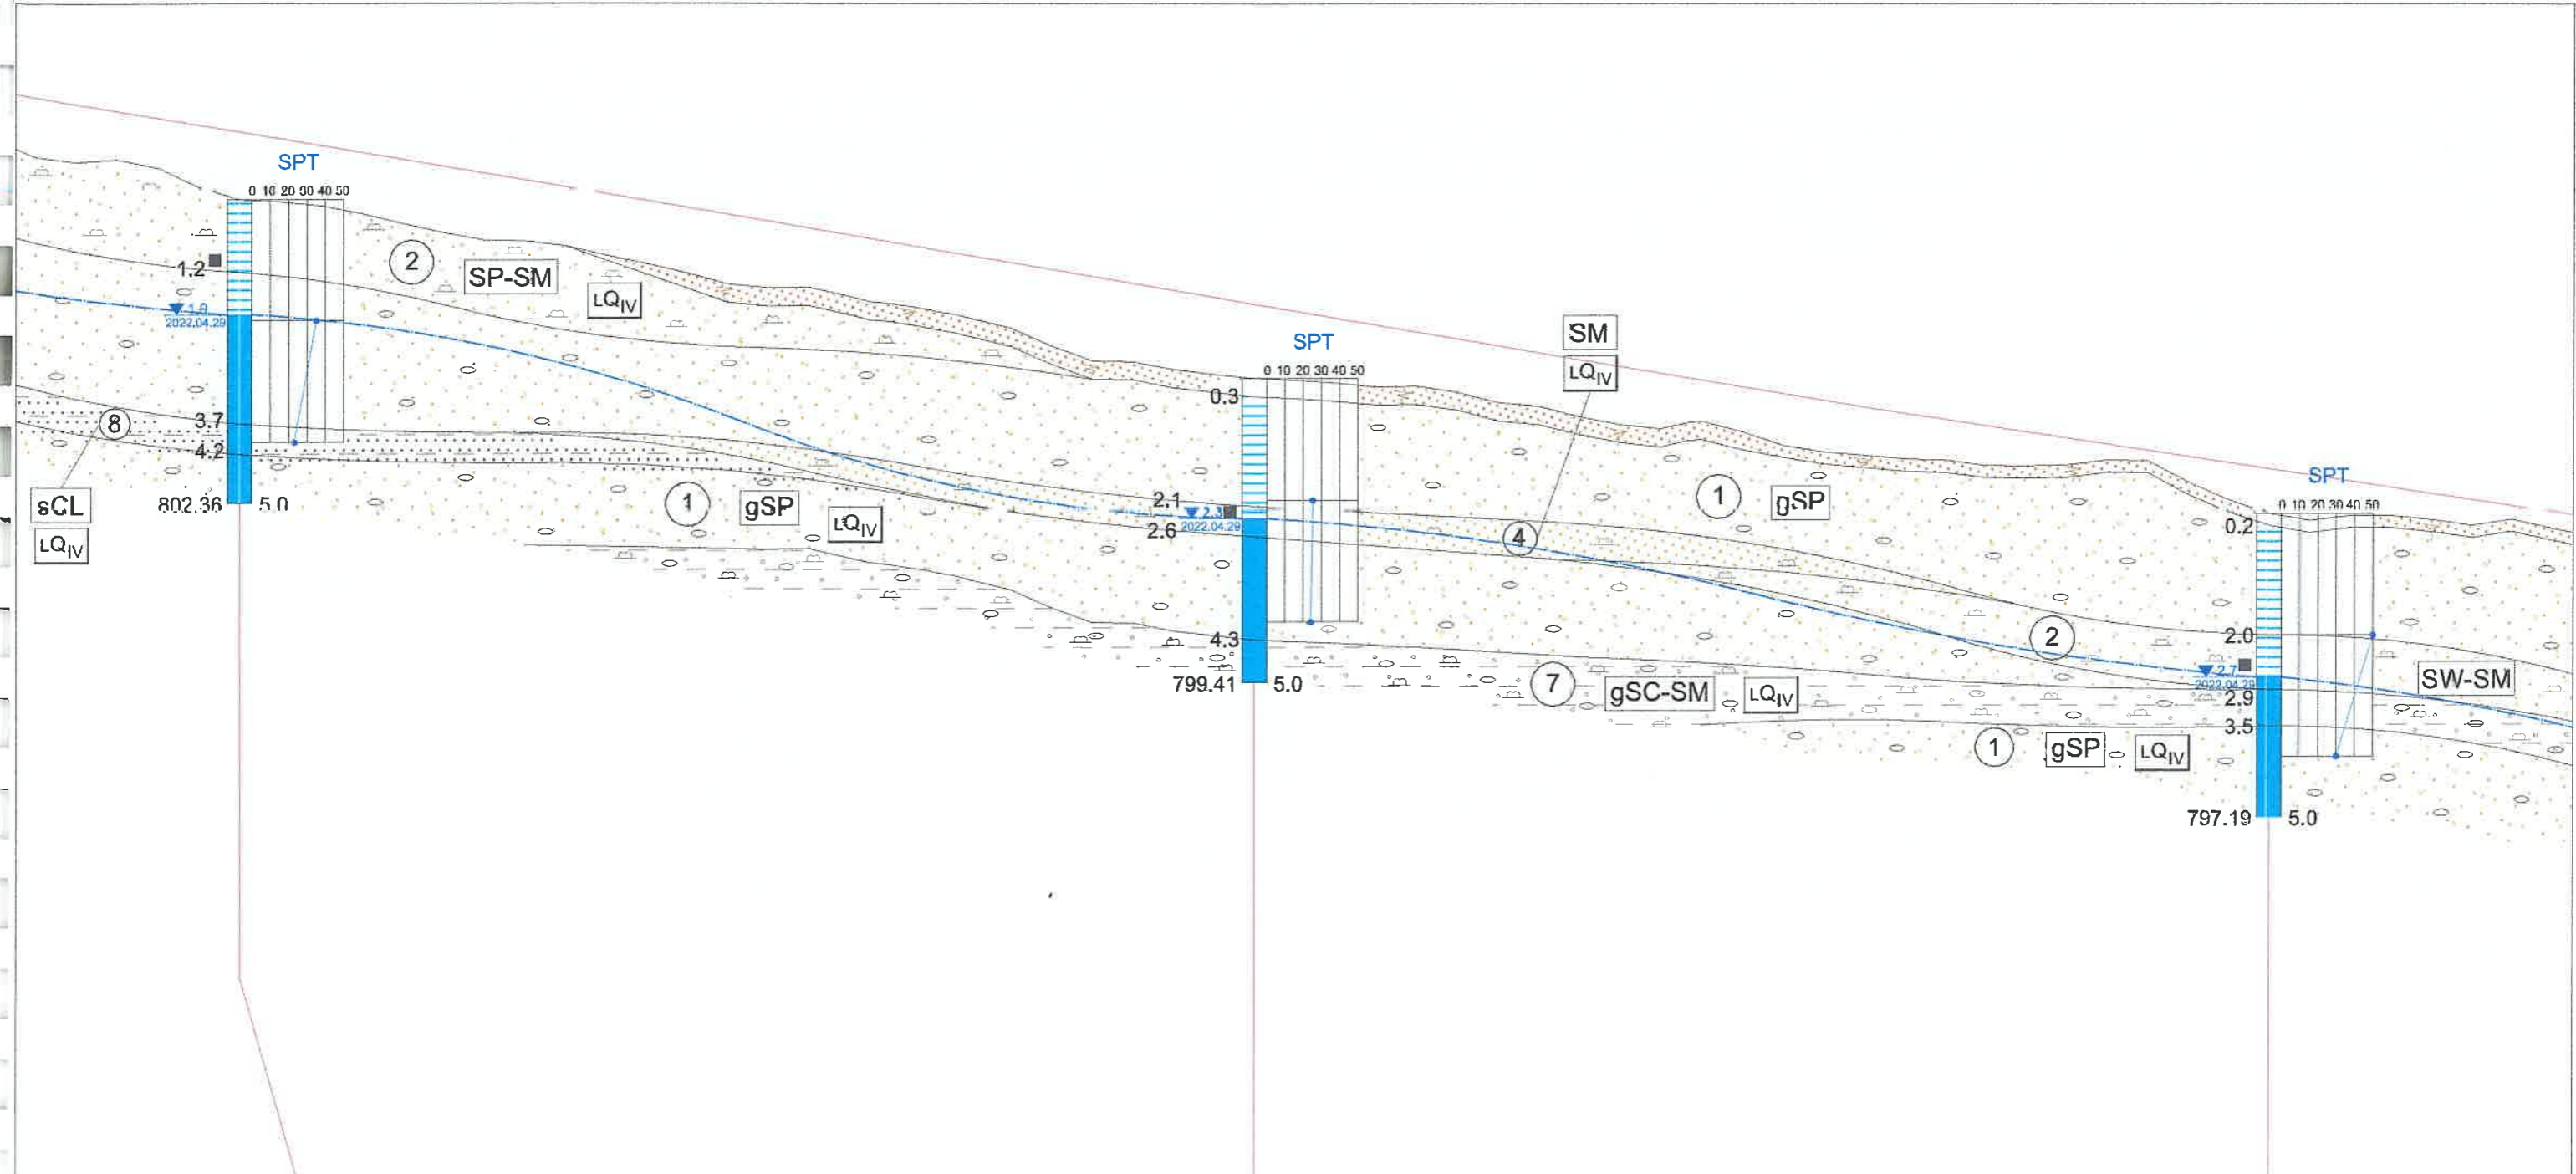 SPT
0 10 20 30 40 50
1.2
1.9
2022.04.29
3.7
4.2
802.36 5.0
8
sCL
LQIV
2
SP-SM
LQIV
1 gSP LQIV
SPT
0 10 20 30 40 50
0.3
2.1
2.3
2022.04.29
2.6
4.3
799.41 5.0
SM
LQIV
4
1 gSP
7 gSC-SM LQIV
2
1 gSP LQIV
SPT
0 10 20 30 40 50
0.2
2.0
2.7
2022.04.29
2.9
3.5
797.19 5.0
SW-SM